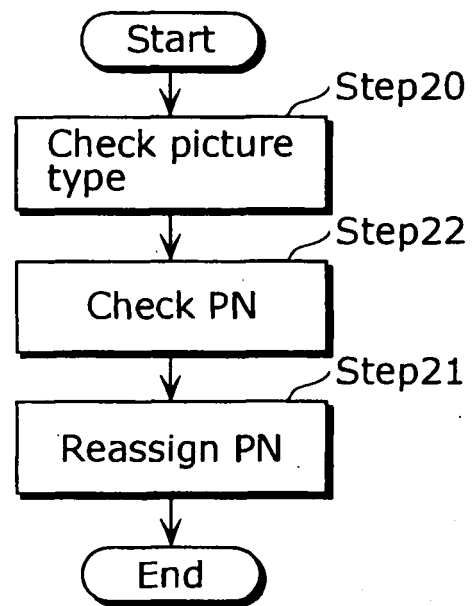 Start
Step20
Check picture
type
Step22
Check PN
Step21
Reassign PN
End